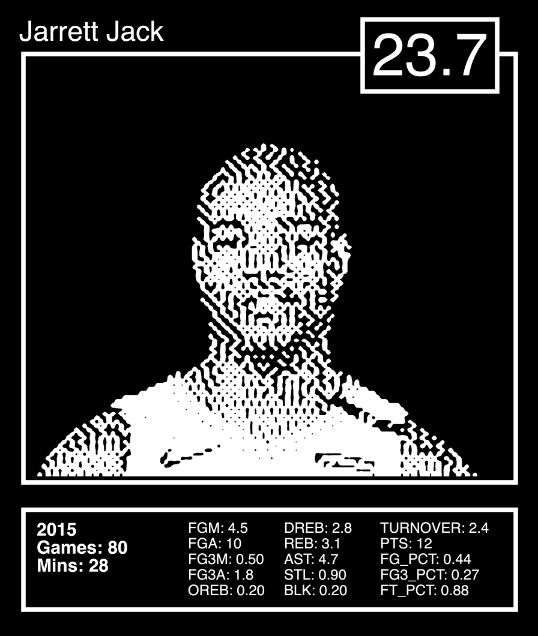 Jarrett Jack
23.7
2015
Games: 80
Mins: 28
FGM: 4.5
FGA: 10
FG3M: 0.50
FG3A: 1.8
OREB: 0.20
DREB: 2.8
REB: 3.1
AST: 4.7
STL: 0.90
BLK: 0.20
TURNOVER: 2.4
PTS: 12
FG_PCT: 0.44
FG3_PCT: 0.27
FT_PCT: 0.88